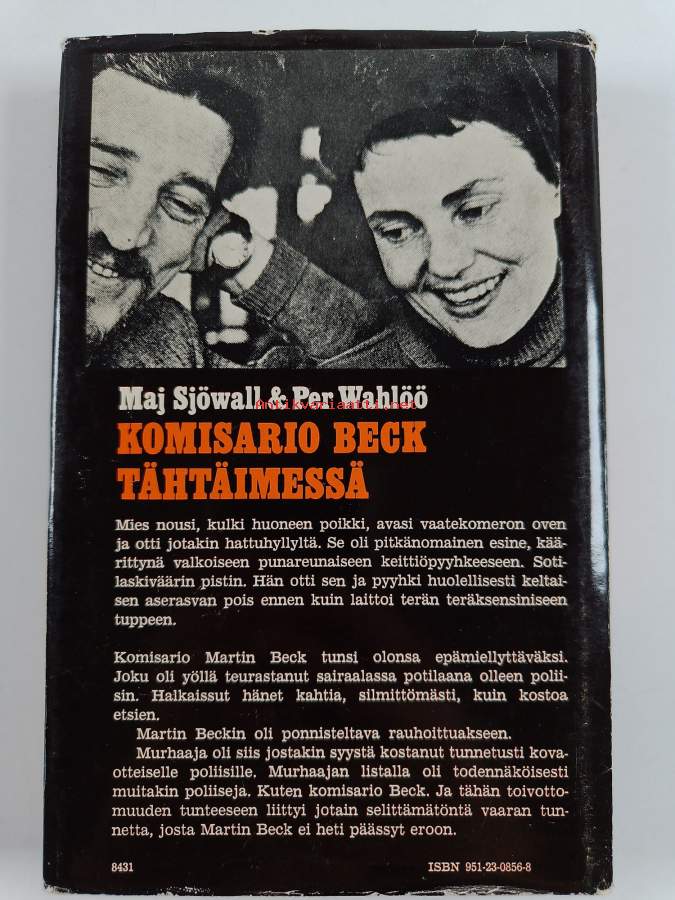 Maj Sjöwall & Per Wahlöö
Antikvariaatti.net
KOMISARIO BECK
TÄHTÄIMESSÄ
Mies nousi, kulki huoneen poikki, avasi vaatekomeron oven
ja otti jotakin hattuhyllyltä. Se oli pitkänomainen esine, kää-
rittynä valkoiseen punareunaiseen keittiöpyyhkeeseen. Soti-
laskiväärin pistin. Hän otti sen ja pyyhki huolellisesti keltai-
sen aserasvan pois ennen kuin laittoi terän teräksensiniseen
tuppeen.
Komisario Martin Beck tunsi olonsa epämiellyttäväksi.
Joku oli yöllä teurastanut sairaalassa potilaana olleen polii-
sin. Halkaissut hänet kahtia, silmittömästi, kuin kostoa
etsien.
Martin Beckin oli ponnisteltava rauhoittuakseen.
Murhaaja oli siis jostakin syystä kostanut tunnetusti kova-
otteiselle poliisille. Murhaajan listalla oli todennäköisesti
muitakin poliiseja. Kuten komisario Beck. Ja tähän toivotto-
muuden tunteeseen liittyi jotain selittämätöntä vaaran tun-
netta, josta Martin Beck ei heti päässyt eroon.
8431
ISBN 951-23-0856-8